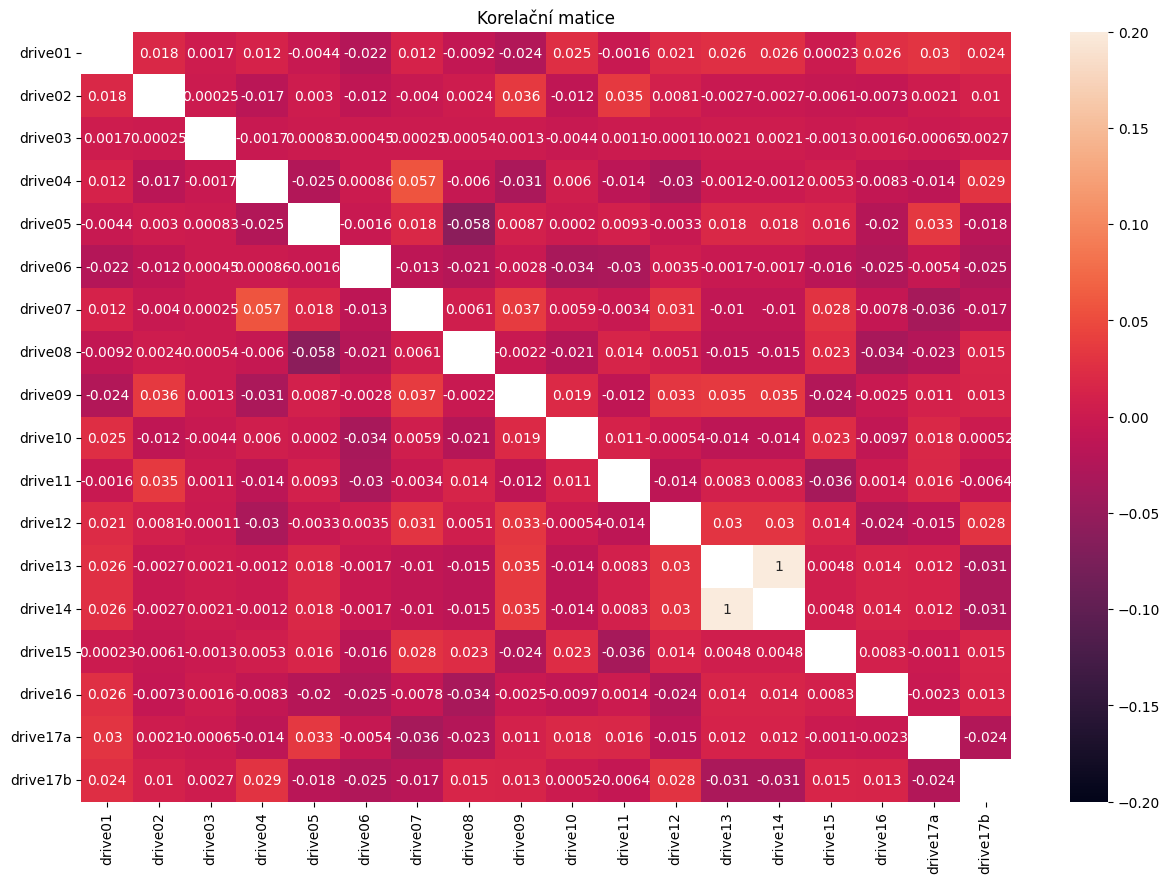 Korelační matice
drive01 0.018 0.0017 0.012 -0.0044 -0.022 0.012 -0.0092 -0.024 0.025 -0.0016 0.021 0.026 0.026 0.00023 0.026 0.03 0.024
drive02 0.018 0.00025 -0.017 0.003 -0.012 -0.004 0.0024 0.036 -0.012 0.035 0.0081 -0.0027 -0.0027 -0.0061 -0.0073 0.0021 0.01
drive03 0.0017 0.00025 -0.0017 0.00083 0.00045 0.00025 0.00054 0.0013 -0.0044 0.0011 -0.00011 0.0021 0.0021 -0.0013 0.0016 -0.00065 0.0027
drive04 0.012 -0.017 -0.0017 -0.025 0.00086 0.057 -0.006 -0.031 0.006 -0.014 -0.03 -0.0012 -0.0012 0.0053 -0.0083 -0.014 0.029
drive05 -0.0044 0.003 0.00083 -0.025 -0.0016 0.018 -0.058 0.0087 0.0002 0.0093 -0.0033 0.018 0.018 0.016 -0.02 0.033 -0.018
drive06 -0.022 -0.012 0.00045 0.00086 -0.0016 -0.013 -0.021 -0.0028 -0.034 -0.03 0.0035 -0.0017 -0.0017 -0.016 -0.025 -0.0054 -0.025
drive07 0.012 -0.004 0.00025 0.057 0.018 -0.013 0.0061 0.037 0.0059 -0.0034 0.031 -0.01 -0.01 0.028 -0.0078 -0.036 -0.017
drive08 -0.0092 0.0024 0.00054 -0.006 -0.058 -0.021 0.0061 -0.0022 -0.021 0.014 0.0051 -0.015 -0.015 0.023 -0.034 -0.023 0.015
drive09 -0.024 0.036 0.0013 -0.031 0.0087 -0.0028 0.037 -0.0022 0.019 -0.012 0.033 0.035 0.035 -0.024 -0.0025 0.011 0.013
drive10 0.025 -0.012 -0.0044 0.006 0.0002 -0.034 0.0059 -0.021 0.019 0.011 -0.00054 -0.014 -0.014 0.023 -0.0097 0.018 0.00052
drive11 -0.0016 0.035 0.0011 -0.014 0.0093 -0.03 -0.0034 0.014 -0.012 0.011 -0.014 0.0083 0.0083 -0.036 0.0014 0.016 -0.0064
drive12 0.021 0.0081 -0.00011 -0.03 -0.0033 0.0035 0.031 0.0051 0.033 -0.00054 -0.014 0.03 0.03 0.014 -0.024 -0.015 0.028
drive13 0.026 -0.0027 0.0021 -0.0012 0.018 -0.0017 -0.01 -0.015 0.035 -0.014 0.0083 0.03 1 0.0048 0.014 0.012 -0.031
drive14 0.026 -0.0027 0.0021 -0.0012 0.018 -0.0017 -0.01 -0.015 0.035 -0.014 0.0083 0.03 1 0.0048 0.014 0.012 -0.031
drive15 0.00023 -0.0061 -0.0013 0.0053 0.016 -0.016 0.028 0.023 -0.024 0.023 -0.036 0.014 0.0048 0.0048 0.0083 -0.0011 0.015
drive16 0.026 -0.0073 0.0016 -0.0083 -0.02 -0.025 -0.0078 -0.034 -0.0025 -0.0097 0.0014 -0.024 0.014 0.014 0.0083 -0.0023 0.013
drive17a 0.03 0.0021 -0.00065 -0.014 0.033 -0.0054 -0.036 -0.023 0.011 0.018 0.016 -0.015 0.012 0.012 -0.0011 -0.0023 -0.024
drive17b 0.024 0.01 0.0027 0.029 -0.018 -0.025 -0.017 0.015 0.013 0.00052 -0.0064 0.028 -0.031 -0.031 0.015 0.013 -0.024
drive01 drive02 drive03 drive04 drive05 drive06 drive07 drive08 drive09 drive10 drive11 drive12 drive13 drive14 drive15 drive16 drive17a drive17b
0.20
0.15
0.10
0.05
0.00
−0.05
−0.10
−0.15
−0.20